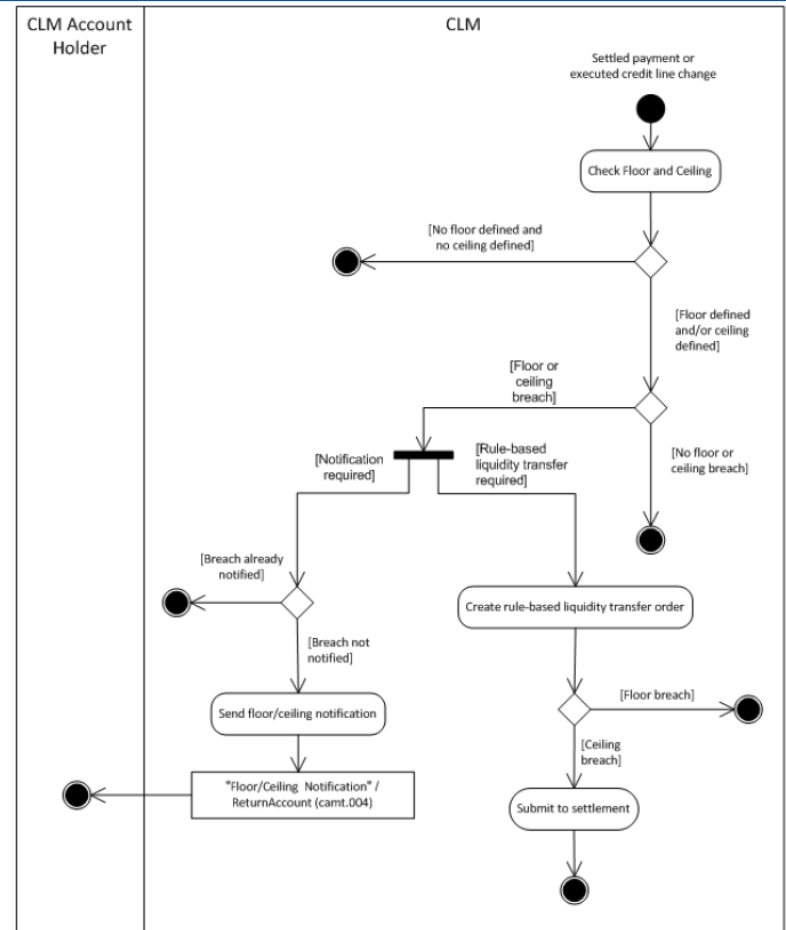 CLM Account
Holder
CLM
Settled payment or
executed credit line change
Check Floor and Ceiling
[No floor defined and
no ceiling defined]
[Floor defined
and/or ceiling
defined]
[Floor or
ceiling
breach]
[No floor or
ceiling breach]
[Notification
required]
[Rule-based
liquidity transfer
required]
[Breach already
notified]
Create rule-based liquidity transfer order
[Breach not
notified]
[Floor breach]
Send floor/ceiling notification
[Ceiling
breach]
"Floor/Ceiling Notification" /
ReturnAccount (camt.004)
Submit to settlement